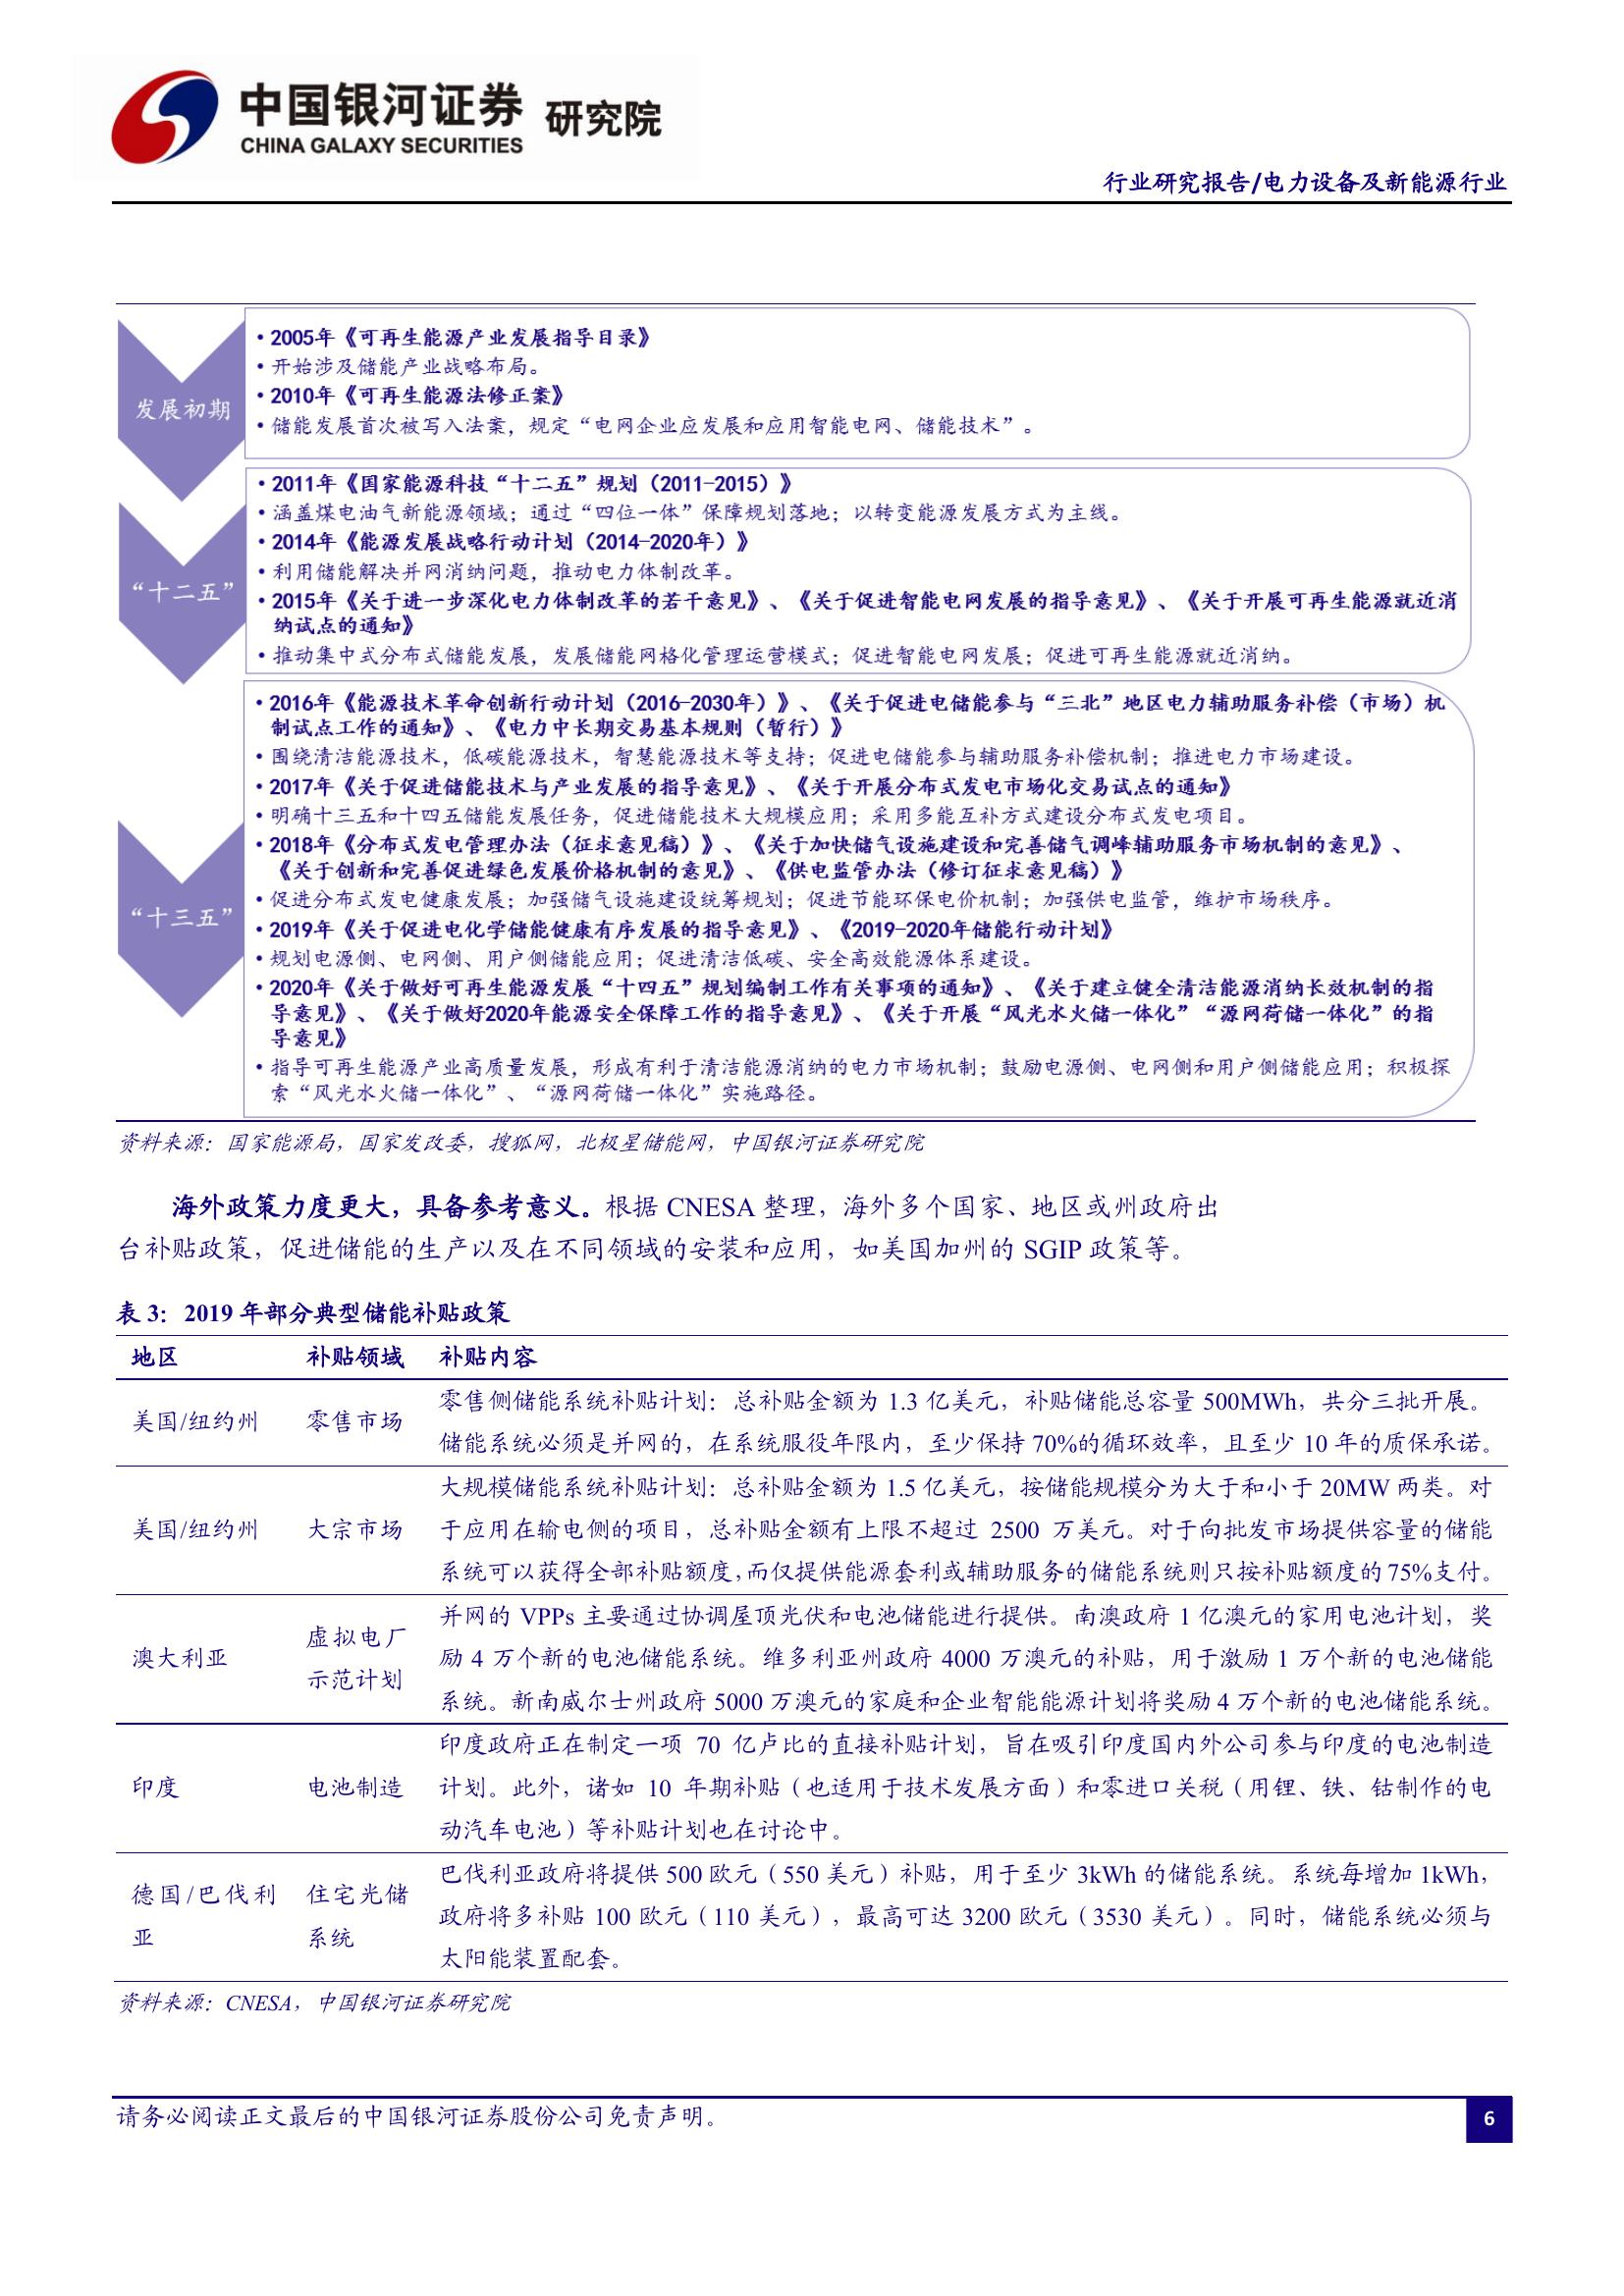 中国银河证券 研究院
CHINA GALAXY SECURITIES
行业研究报告/电力设备及新能源行业
发展初期
• 2005年《可再生能源产业发展指导目录》
• 开始涉及储能产业战略布局。
• 2010年《可再生能源法修正案》
• 储能发展首次被写入法案，规定“电网企业应发展和应用智能电网、储能技术”。
“十二五”
• 2011年《国家能源科技“十二五”规划（2011-2015）》
• 涵盖煤电油气新能源领域；通过“四位一体”保障规划落地；以转变能源发展方式为主线。
• 2014年《能源发展战略行动计划（2014-2020年）》
• 利用储能解决并网消纳问题，推动电力体制改革。
• 2015年《关于进一步深化电力体制改革的若干意见》、《关于促进智能电网发展的指导意见》、《关于开展可再生能源就近消
纳试点的通知》
• 推动集中式分布式储能发展，发展储能网格化管理运营模式；促进智能电网发展；促进可再生能源就近消纳。
“十三五”
• 2016年《能源技术革命创新行动计划（2016-2030年）》、《关于促进电储能参与“三北”地区电力辅助服务补偿（市场）机
制试点工作的通知》、《电力中长期交易基本规则（暂行）》
• 围绕清洁能源技术，低碳能源技术，智慧能源技术等支持；促进电储能参与辅助服务补偿机制；推进电力市场建设。
• 2017年《关于促进储能技术与产业发展的指导意见》、《关于开展分布式发电市场化交易试点的通知》
• 明确十三五和十四五储能发展任务，促进储能技术大规模应用；采用多能互补方式建设分布式发电项目。
• 2018年《分布式发电管理办法（征求意见稿）》、《关于加快储气设施建设和完善储气调峰辅助服务市场机制的意见》、
《关于创新和完善促进绿色发展价格机制的意见》、《供电监管办法（修订征求意见稿）》
• 促进分布式发电健康发展；加强储气设施建设统筹规划；促进节能环保电价机制；加强供电监管，维护市场秩序。
• 2019年《关于促进电化学储能健康有序发展的指导意见》、《2019-2020年储能行动计划》
• 规划电源侧、电网侧、用户侧储能应用；促进清洁低碳、安全高效能源体系建设。
• 2020年《关于做好可再生能源发展“十四五”规划编制工作有关事项的通知》、《关于建立健全清洁能源消纳长效机制的指
导意见》、《关于做好2020年能源安全保障工作的指导意见》、《关于开展“风光水火储一体化”“源网荷储一体化”的指
导意见》
• 指导可再生能源产业高质量发展，形成有利于清洁能源消纳的电力市场机制；鼓励电源侧、电网侧和用户侧储能应用；积极探
索“风光水火储一体化”、“源网荷储一体化”实施路径。
资料来源：国家能源局，国家发改委，搜狐网，北极星储能网，中国银河证券研究院
海外政策力度更大，具备参考意义。根据 CNESA 整理，海外多个国家、地区或州政府出
台补贴政策，促进储能的生产以及在不同领域的安装和应用，如美国加州的 SGIP 政策等。
表 3：2019 年部分典型储能补贴政策
地区 补贴领域 补贴内容
美国/纽约州 零售市场
零售侧储能系统补贴计划：总补贴金额为 1.3 亿美元，补贴储能总容量 500MWh，共分三批开展。
储能系统必须是并网的，在系统服役年限内，至少保持 70%的循环效率，且至少 10 年的质保承诺。
美国/纽约州 大宗市场
大规模储能系统补贴计划：总补贴金额为 1.5 亿美元，按储能规模分为大于和小于 20MW 两类。对
于应用在输电侧的项目，总补贴金额有上限不超过 2500 万美元。对于向批发市场提供容量的储能
系统可以获得全部补贴额度，而仅提供能源套利或辅助服务的储能系统则只按补贴额度的 75%支付。
澳大利亚
虚拟电厂
示范计划
并网的 VPPs 主要通过协调屋顶光伏和电池储能进行提供。南澳政府 1 亿澳元的家用电池计划，奖
励 4 万个新的电池储能系统。维多利亚州政府 4000 万澳元的补贴，用于激励 1 万个新的电池储能
系统。新南威尔士州政府 5000 万澳元的家庭和企业智能能源计划将奖励 4 万个新的电池储能系统。
印度 电池制造
印度政府正在制定一项 70 亿卢比的直接补贴计划，旨在吸引印度国内外公司参与印度的电池制造
计划。此外，诸如 10 年期补贴（也适用于技术发展方面）和零进口关税（用锂、铁、钴制作的电
动汽车电池）等补贴计划也在讨论中。
德国/巴伐利
亚
住宅光储
系统
巴伐利亚政府将提供 500 欧元（550 美元）补贴，用于至少 3kWh 的储能系统。系统每增加 1kWh，
政府将多补贴 100 欧元（110 美元），最高可达 3200 欧元（3530 美元）。同时，储能系统必须与
太阳能装置配套。
资料来源：CNESA，中国银河证券研究院
请务必阅读正文最后的中国银河证券股份公司免责声明。
6